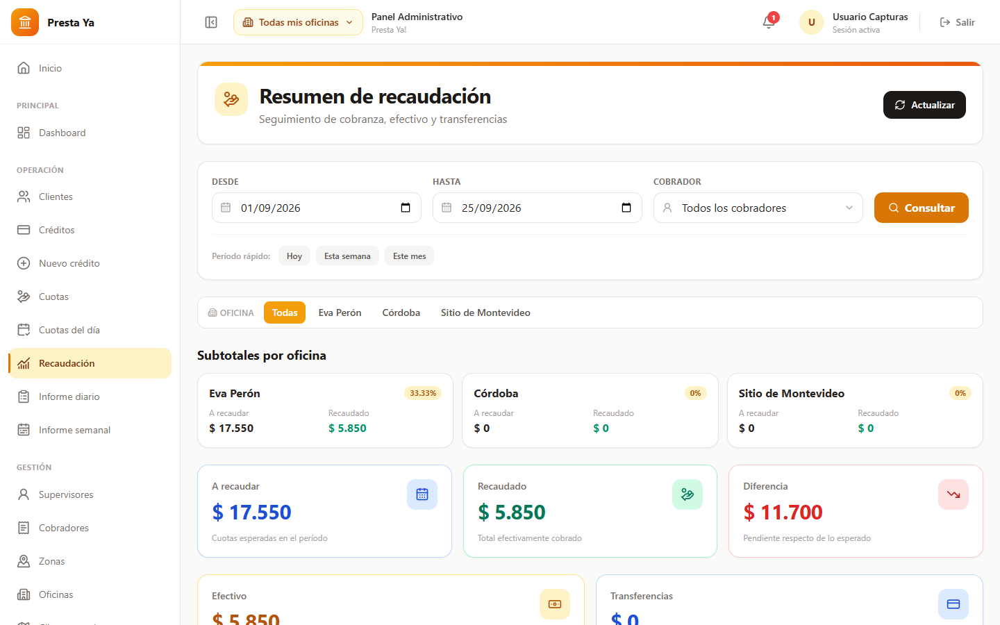 Presta Ya
Todas mis oficinas
Panel Administrativo
Presta Ya!
1
U
Usuario Capturas
Sesión activa
Salir
Inicio
PRINCIPAL
Dashboard
OPERACIÓN
Clientes
Créditos
Nuevo crédito
Cuotas
Cuotas del día
Recaudación
Informe diario
Informe semanal
GESTIÓN
Supervisores
Cobradores
Zonas
Oficinas
Resumen de recaudación
Seguimiento de cobranza, efectivo y transferencias
Actualizar
DESDE
HASTA
COBRADOR
01/09/2026
25/09/2026
Todos los cobradores
Consultar
Período rápido:
Hoy
Esta semana
Este mes
OFICINA
Todas
Eva Perón
Córdoba
Sitio de Montevideo
Subtotales por oficina
Eva Perón
33.33%
A recaudar
Recaudado
$ 17.550
$ 5.850
Córdoba
0%
A recaudar
Recaudado
$ 0
$ 0
Sitio de Montevideo
0%
A recaudar
Recaudado
$ 0
$ 0
A recaudar
$ 17.550
Cuotas esperadas en el período
Recaudado
$ 5.850
Total efectivamente cobrado
Diferencia
$ 11.700
Pendiente respecto de lo esperado
Efectivo
$ 5.850
Transferencias
$ 0